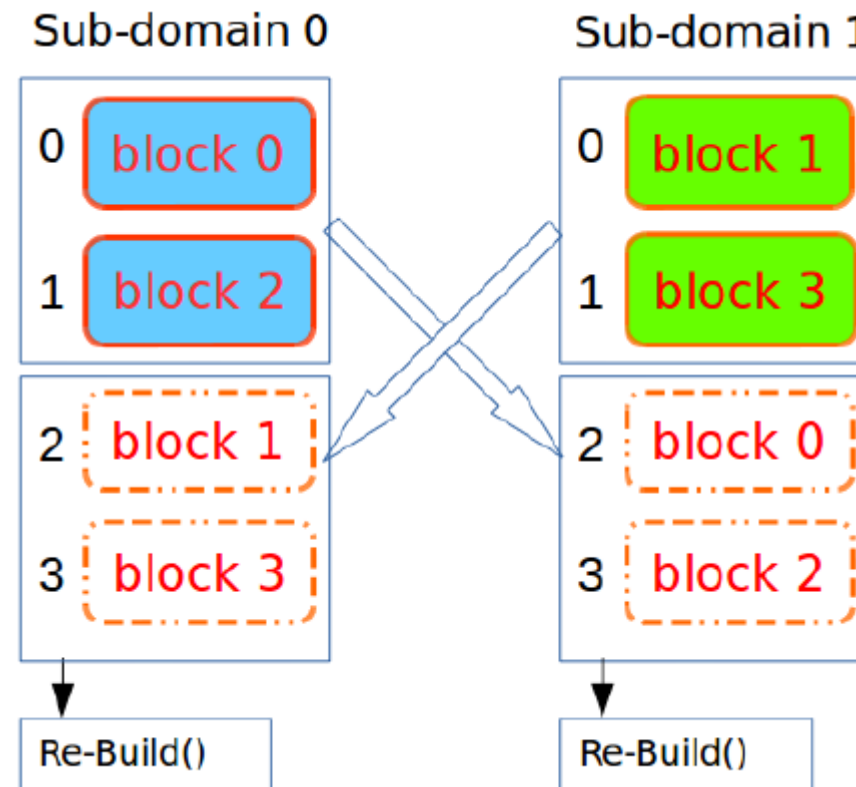 Sub-domain 0
0 block 0
1 block 2
2 block 1
3 block 3
Re-Build()
Sub-domain 1
0 block 1
1 block 3
2 block 0
3 block 2
Re-Build()